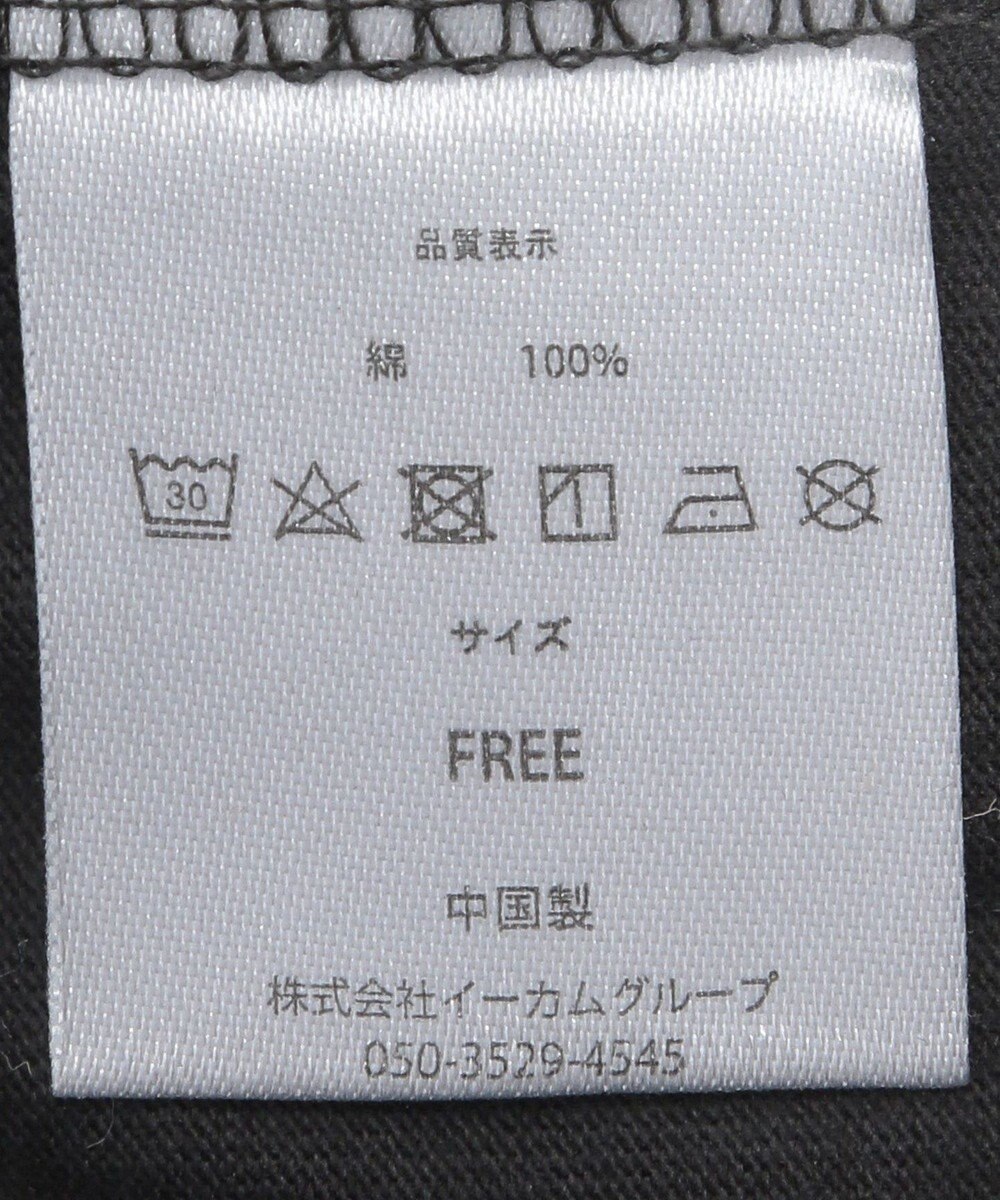 品質表示
綿 100%
30
サイズ
FREE
中国製
株式会社イーカムグループ
050-3529-4545